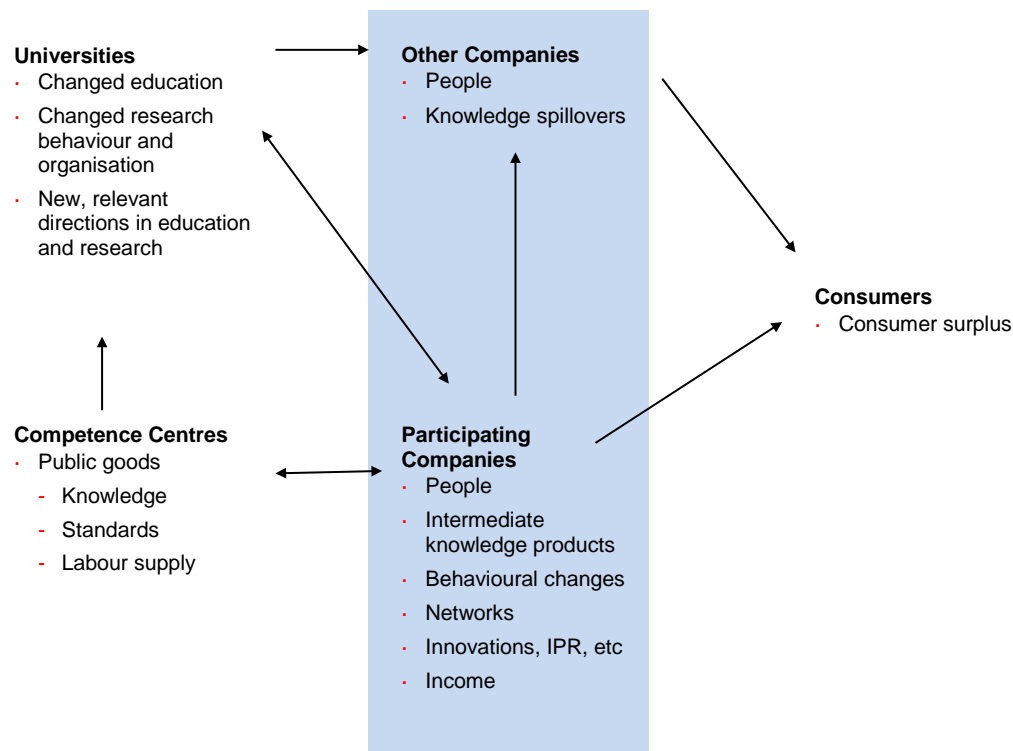 Universities
· Changed education
· Changed research
behaviour and
organisation
· New, relevant
directions in education
and research
Other Companies
· People
· Knowledge spillovers
Consumers
· Consumer surplus
Competence Centres
· Public goods
- Knowledge
- Standards
- Labour supply
Participating
Companies
· People
· Intermediate
knowledge products
· Behavioural changes
· Networks
· Innovations, IPR, etc
· Income